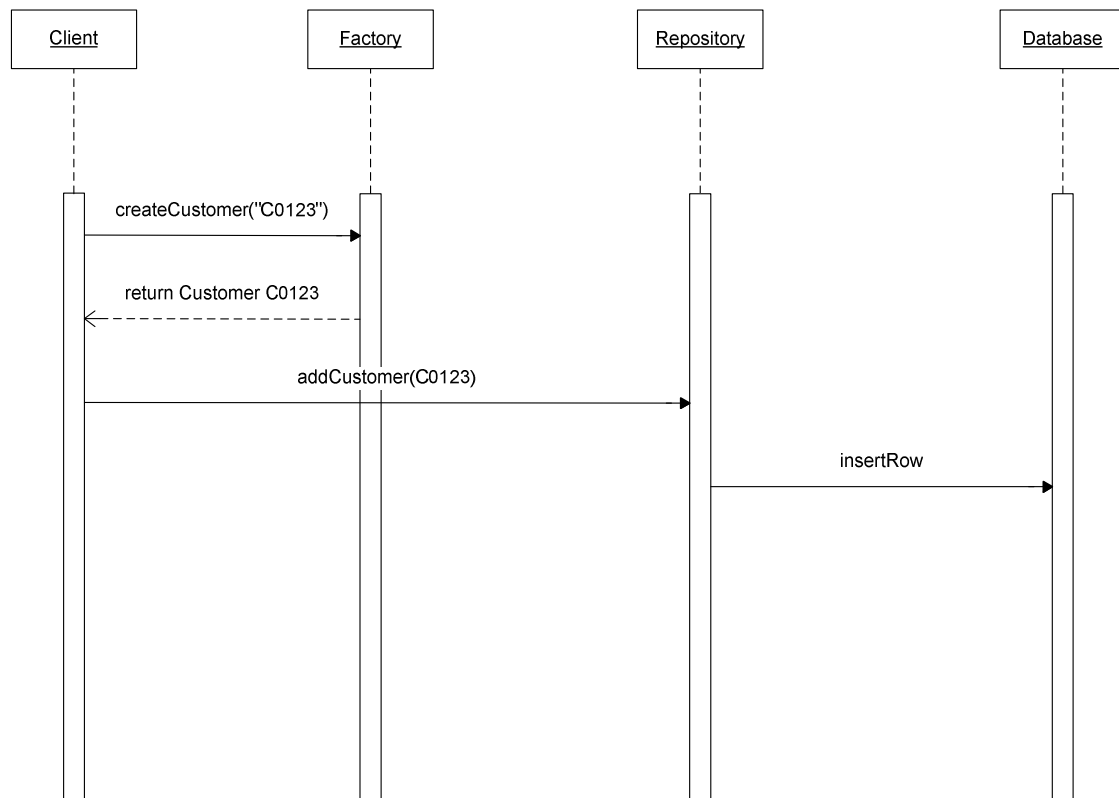 Client
Factory
Repository
Database
createCustomer("C0123")
return Customer C0123
addCustomer(C0123)
insertRow